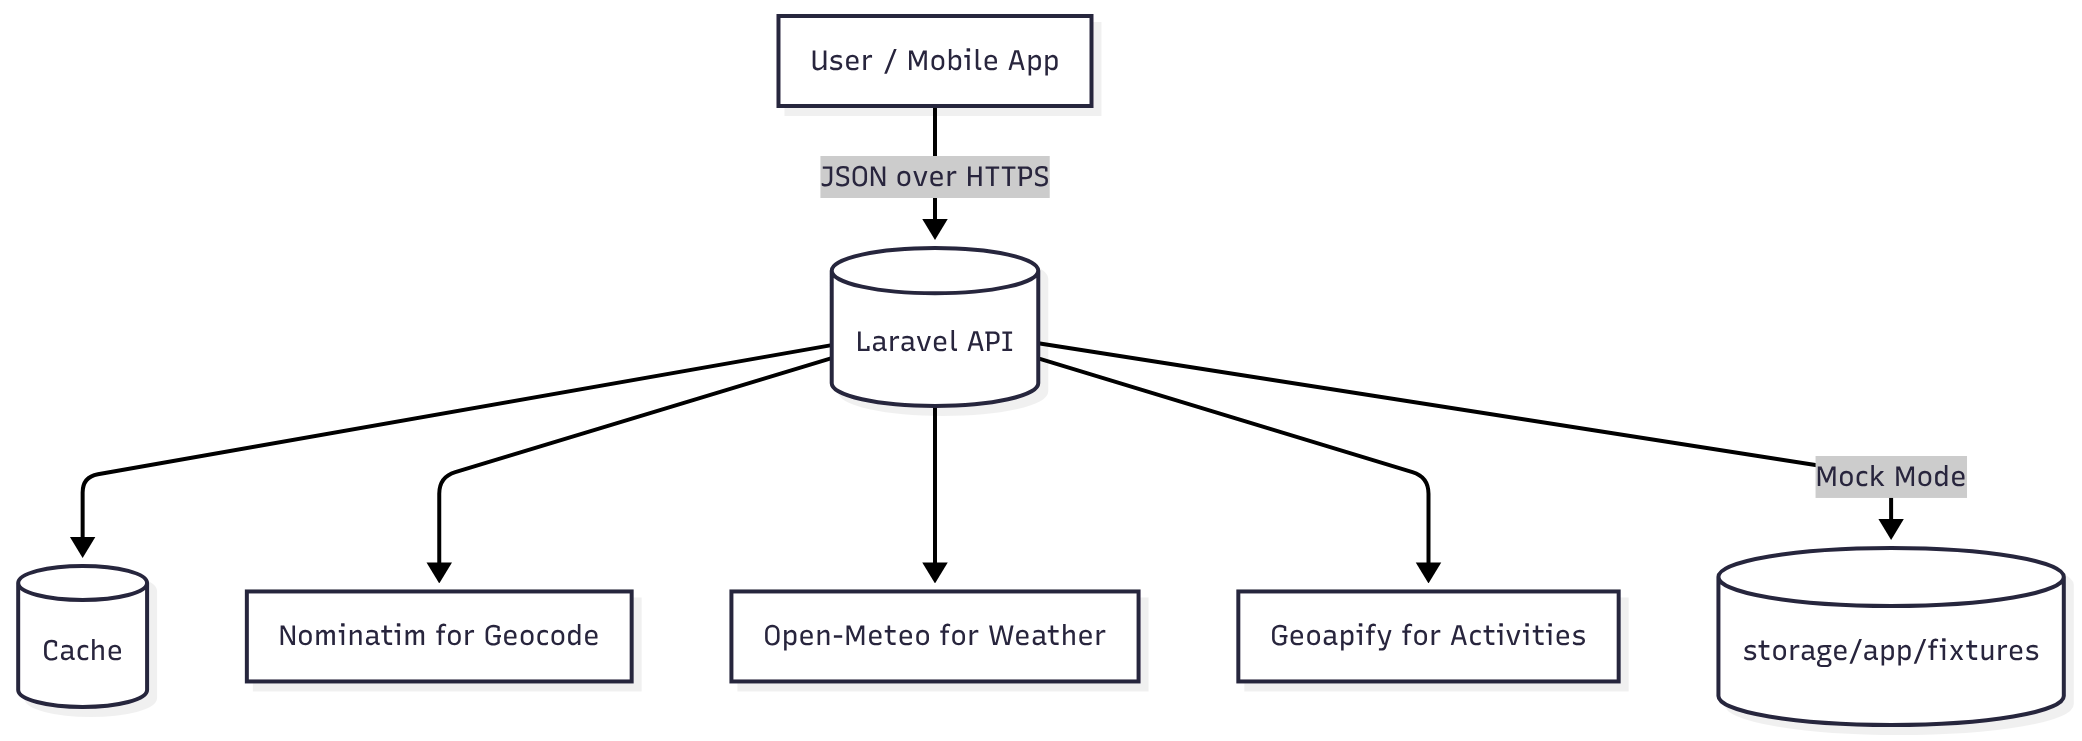 User / Mobile App
JSON over HTTPS
Laravel API
Mock Mode
Cache
Nominatim for Geocode
Open-Meteo for Weather
Geoapify for Activities
storage/app/fixtures